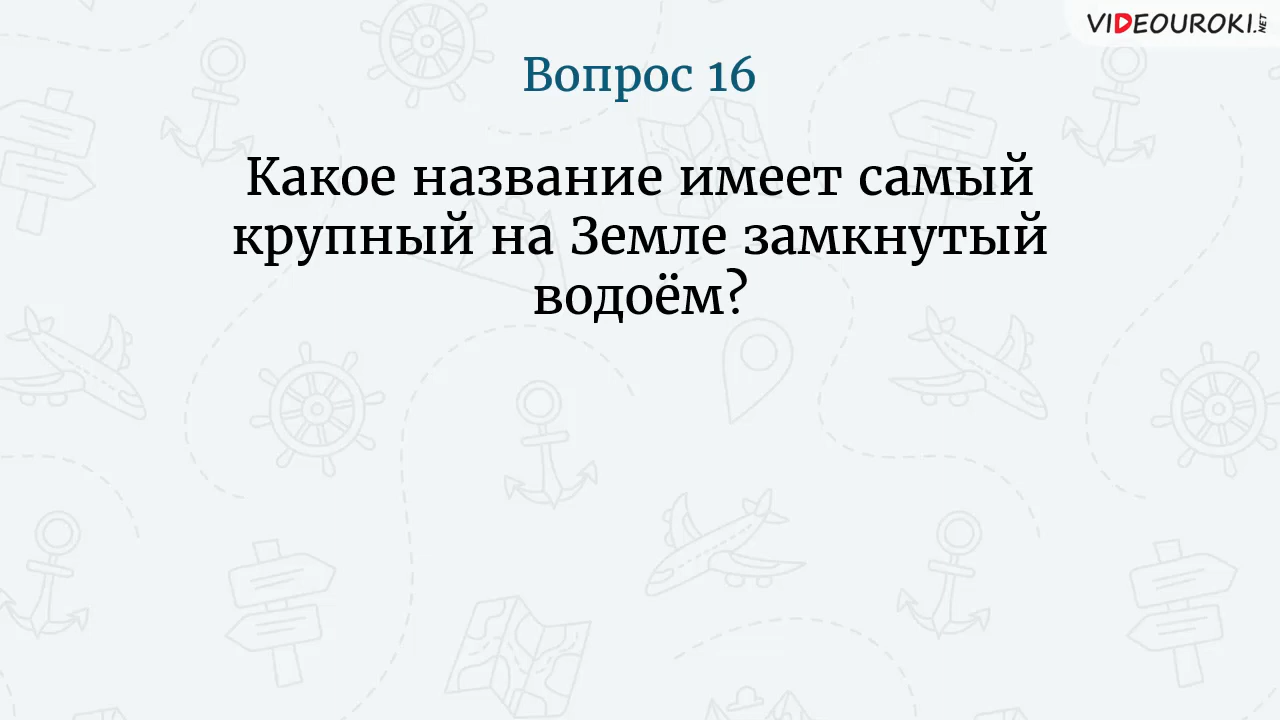 VIDEOUROKI.NET
Вопрос 16
Какое название имеет самый
крупный на Земле замкнутый
водоём?